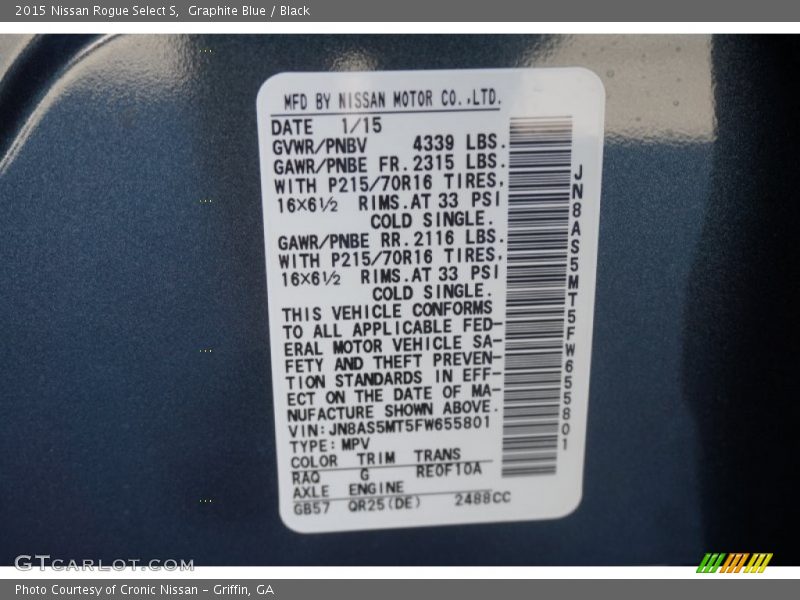 2015 Nissan Rogue Select S, Graphite Blue / Black
MFD BY NISSAN MOTOR CO.,LTD.
DATE 1/15
GVWR/PNBV 4339 LBS.
GAWR/PNBE FR. 2315 LBS.
WITH P215/70R16 TIRES,
16×6½ RIMS.AT 33 PSI
COLD SINGLE.
GAWR/PNBE RR. 2116 LBS.
WITH P215/70R16 TIRES,
16×6½ RIMS.AT 33 PSI
COLD SINGLE.
THIS VEHICLE CONFORMS
TO ALL APPLICABLE FED-
ERAL MOTOR VEHICLE SA-
FETY AND THEFT PREVEN-
TION STANDARDS IN EFF-
ECT ON THE DATE OF MA-
NUFACTURE SHOWN ABOVE.
VIN:JN8AS5MT5FW655801
TYPE:MPV
COLOR TRIM TRANS
RAQ G RE0F10A
AXLE ENGINE
GB57 QR25(DE) 2488CC
JN8AS5MT5FW655801
GTCARLOT.COM
Photo Courtesy of Cronic Nissan - Griffin, GA